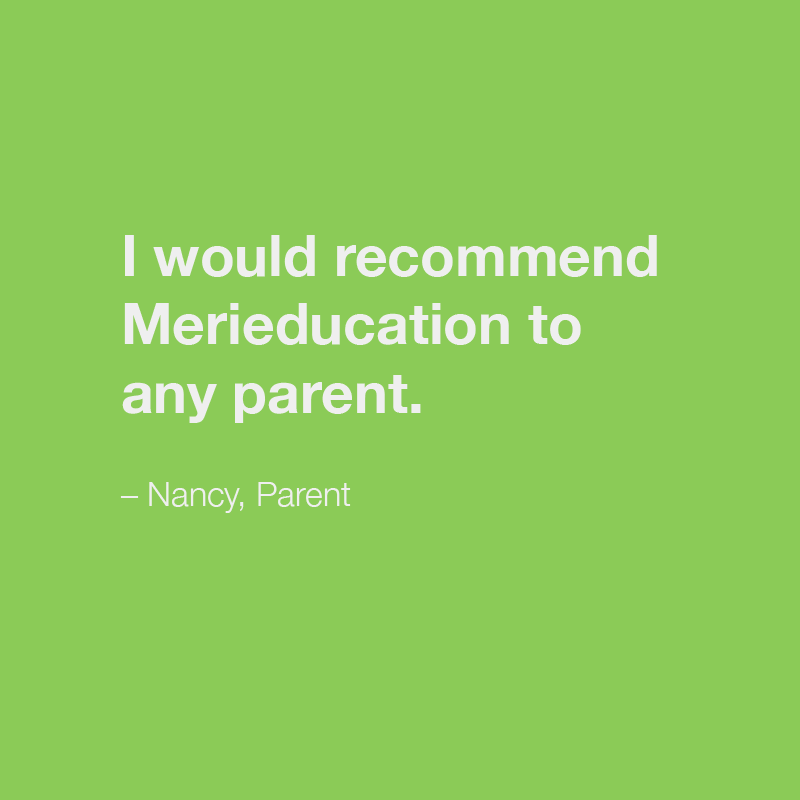 I would recommend
Merieducation to
any parent.
– Nancy, Parent